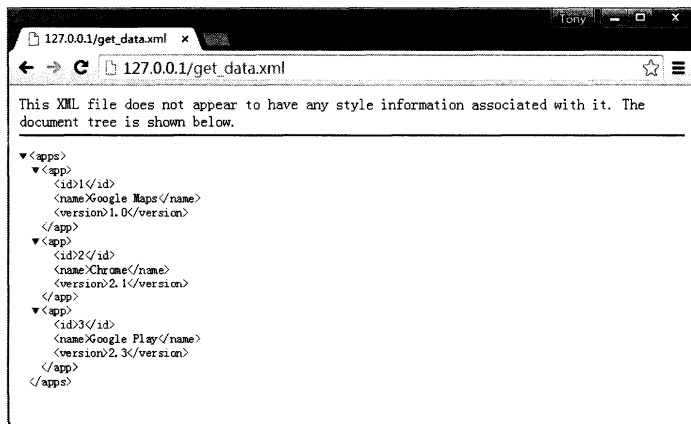 Tony
127.0.0.1/get_data.xml
127.0.0.1/get_data.xml
This XML file does not appear to have any style information associated with it. The
document tree is shown below.
▼<apps>
▼<app>
<id>1</id>
<name>Google Maps</name>
<version>1.0</version>
</app>
▼<app>
<id>2</id>
<name>Chrome</name>
<version>2.1</version>
</app>
▼<app>
<id>3</id>
<name>Google Play</name>
<version>2.3</version>
</app>
</apps>